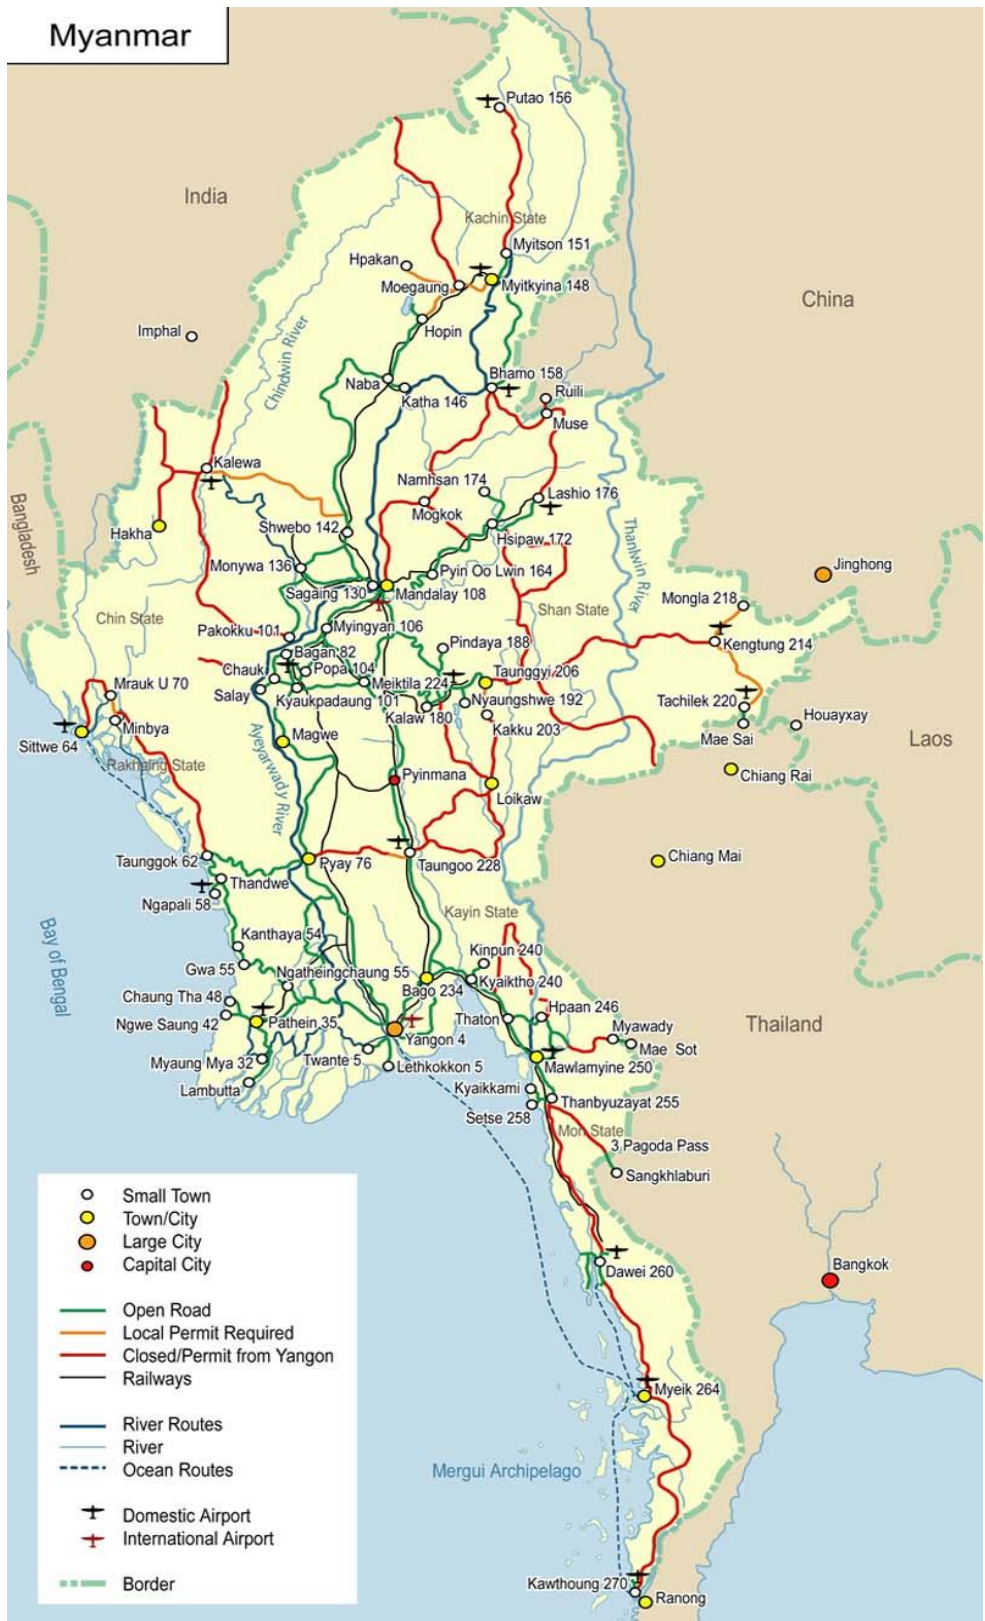 Myanmar
Putao 156
India
Kachin State
Myitson 151
Hpakan
Moegaung
Myitkyina 148
China
Hopin
Imphal
Chindwin River
Bhamo 158
Naba
Katha 146
Ruili
Muse
Kalewa
Namhsan 174
Lashio 176
Mogkok
Bangladesh
Hakha
Shwebo 142
Hsipaw 172
Thanlwin River
Monywa 136
Pyin Oo Lwin 164
Jinghong
Sagaing 130
Mandalay 108
Mongla 218
Chin State
Shan State
Pakokku 101
Myingyan 106
Pindaya 188
Kengtung 214
Bagan 82
Chauk
Popa 104
Taunggyi 206
Meiktila 224
Mrauk U 70
Salay
Kyaukpadaung 101
Nyaungshwe 192
Tachilek 220
Kalaw 180
Kakku 203
Houayxay
Minbya
Mae Sai
Sittwe 64
Magwe
Laos
Rakhaing State
Ayeyarwady River
Pyinmana
Chiang Rai
Loikaw
Taunggok 62
Pyay 76
Taungoo 228
Chiang Mai
Thandwe
Ngapali 58
Kayin State
Bay of Bengal
Kanthaya 54
Kinpun 240
Gwa 55
Ngatheingchaung 55
Kyaiktho 240
Bago 234
Chaung Tha 48
Hpaan 246
Ngwe Saung 42
Pathein 35
Thaton
Thailand
Yangon 4
Myawady
Mae Sot
Twante 5
Myaung Mya 32
Lethkokkon 5
Mawlamyine 250
Lambutta
Kyaikkami
Thanbyuzayat 255
Setse 258
Mon State
3 Pagoda Pass
Sangkhlaburi
Small Town
Town/City
Large City
Capital City
Dawei 260
Bangkok
Open Road
Local Permit Required
Closed/Permit from Yangon
Railways
Myeik 264
River Routes
River
Ocean Routes
Mergui Archipelago
Domestic Airport
International Airport
Border
Kawthoung 270
Ranong